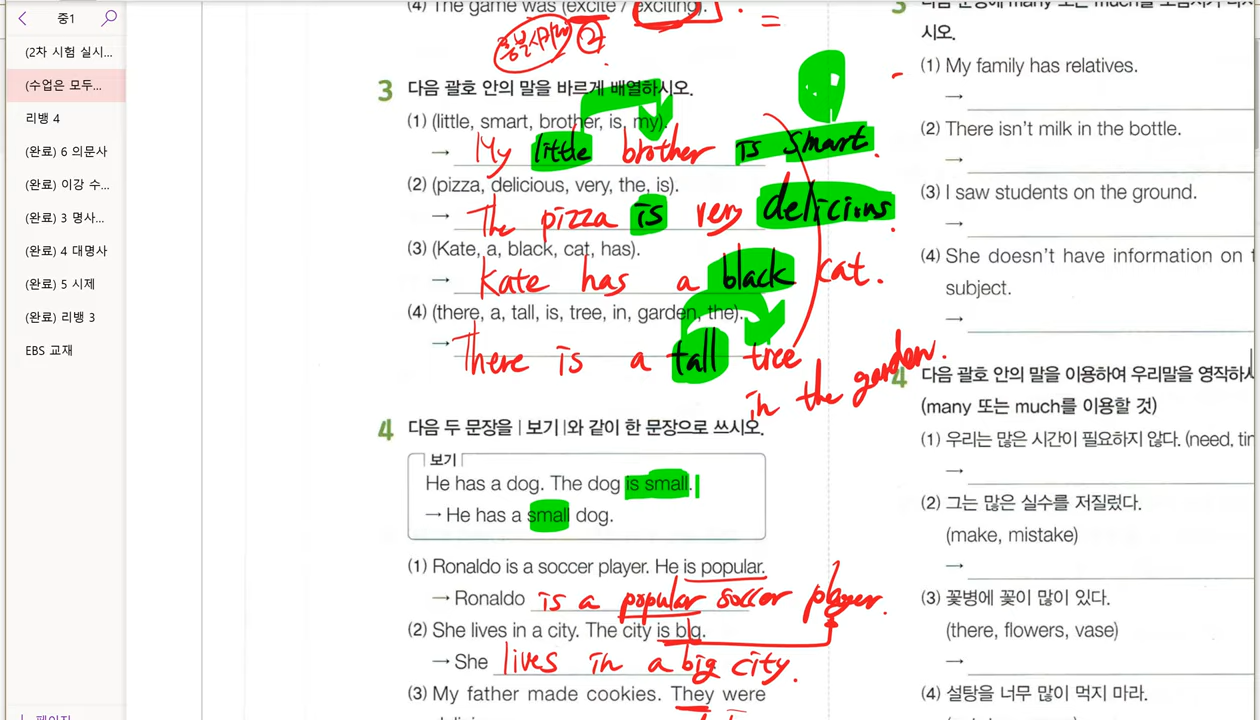 중1
(2차 시험 실시...
(수업은 모두...
리뱅 4
(완료) 6 의문사
(완료) 이강 수...
(완료) 3 명사...
(완료) 4 대명사
(완료) 5 시제
(완료) 리뱅 3
EBS 교재
페이지
(4) The game was (excite / exciting).
=
3 다음 괄호 안의 말을 바르게 배열하시오.
(1) (little, smart, brother, is, my).
→ My little brother is smart.
(2) (pizza, delicious, very, the, is).
→ The pizza is very delicious.
(3) (Kate, a, black, cat, has).
→ Kate has a black cat.
(4) (there, a, tall, is, tree, in, garden, the).
→ There is a tall tree
in the garden.
4 다음 두 문장을 |보기|와 같이 한 문장으로 쓰시오.
보기
He has a dog. The dog is small.
→ He has a small dog.
(1) Ronaldo is a soccer player. He is popular.
→ Ronaldo is a popular soccer player.
(2) She lives in a city. The city is big.
→ She lives in a big city.
(3) My father made cookies. They were
시오.
(1) My family has relatives.
→
(2) There isn't milk in the bottle.
→
(3) I saw students on the ground.
→
(4) She doesn't have information on
subject.
→
4 다음 괄호 안의 말을 이용하여 우리말을 영작하시
(many 또는 much를 이용할 것)
(1) 우리는 많은 시간이 필요하지 않다. (need,
→
(2) 그는 많은 실수를 저질렀다.
(make, mistake)
→
(3) 꽃병에 꽃이 많이 있다.
(there, flowers, vase)
→
(4) 설탕을 너무 많이 먹지 마라.